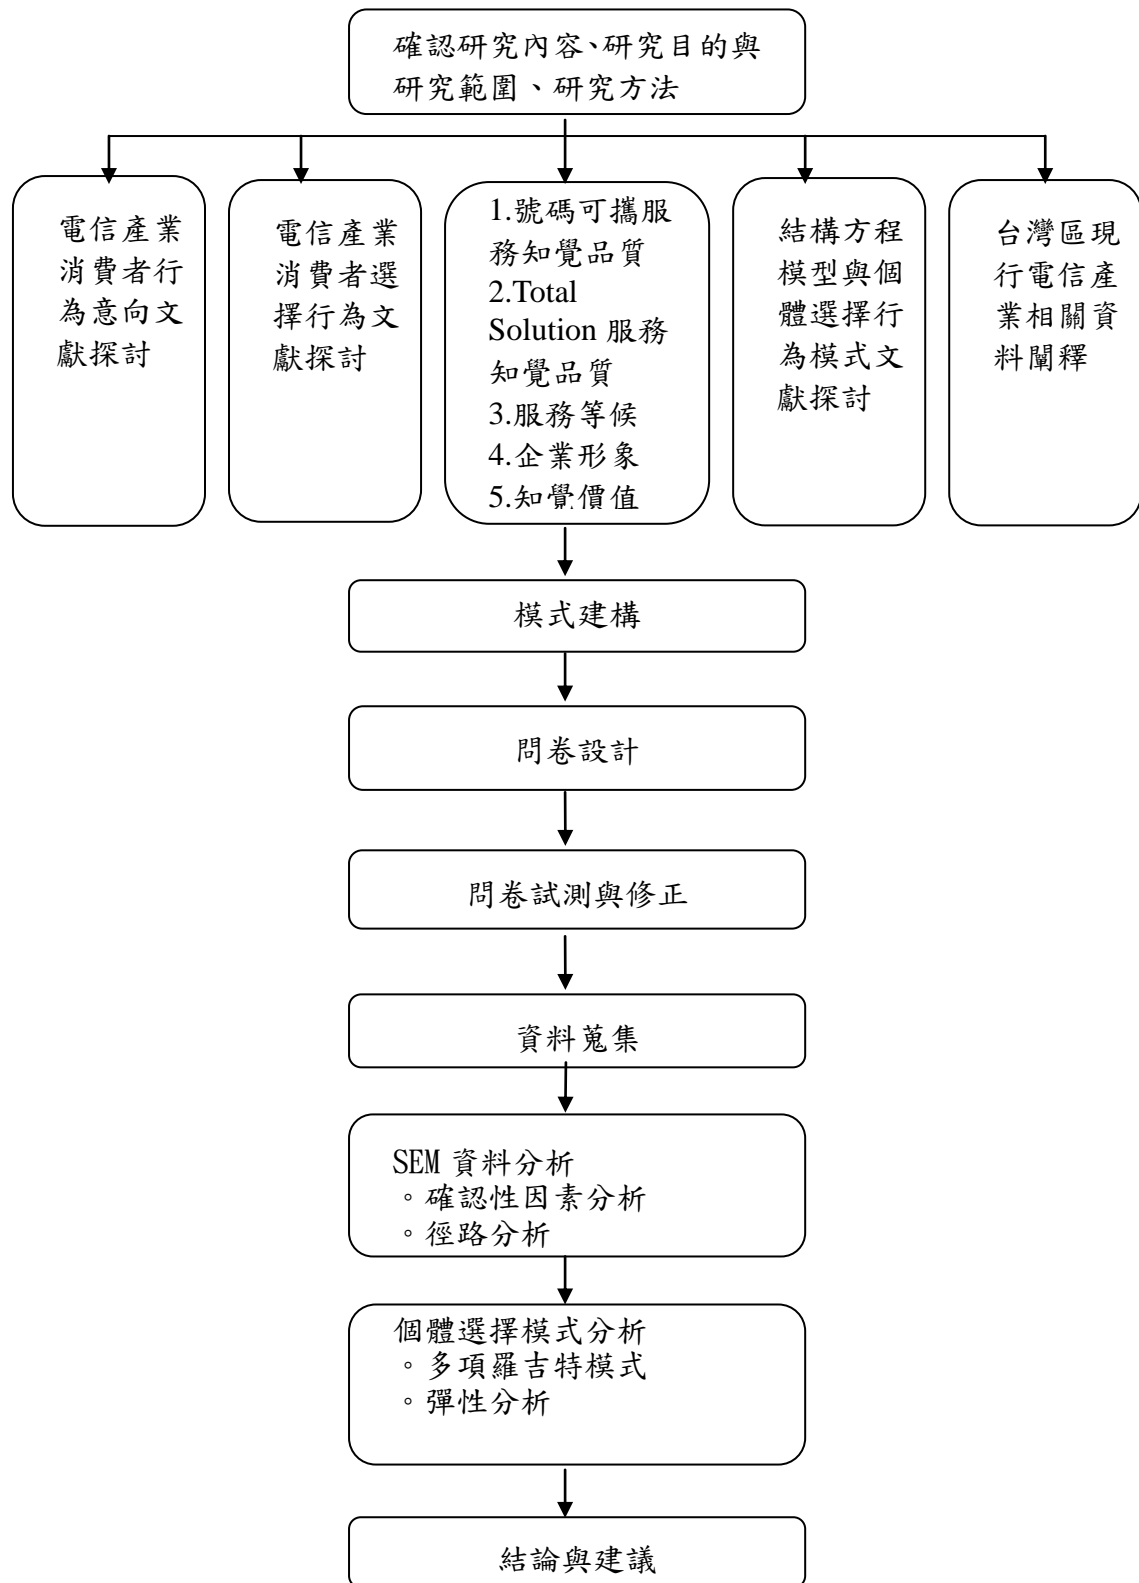 確認研究內容、研究目的與
研究範圍、研究方法
電信產業
消費者行
為意向文
獻探討
電信產業
消費者選
擇行為文
獻探討
1.號碼可攜服
務知覺品質
2.Total
Solution 服務
知覺品質
3.服務等候
4.企業形象
5.知覺價值
結構方程
模型與個
體選擇行
為模式文
獻探討
台灣區現
行電信產
業相關資
料闡釋
模式建構
問卷設計
問卷試測與修正
資料蒐集
SEM 資料分析
。確認性因素分析
。徑路分析
個體選擇模式分析
。多項羅吉特模式
。彈性分析
結論與建議